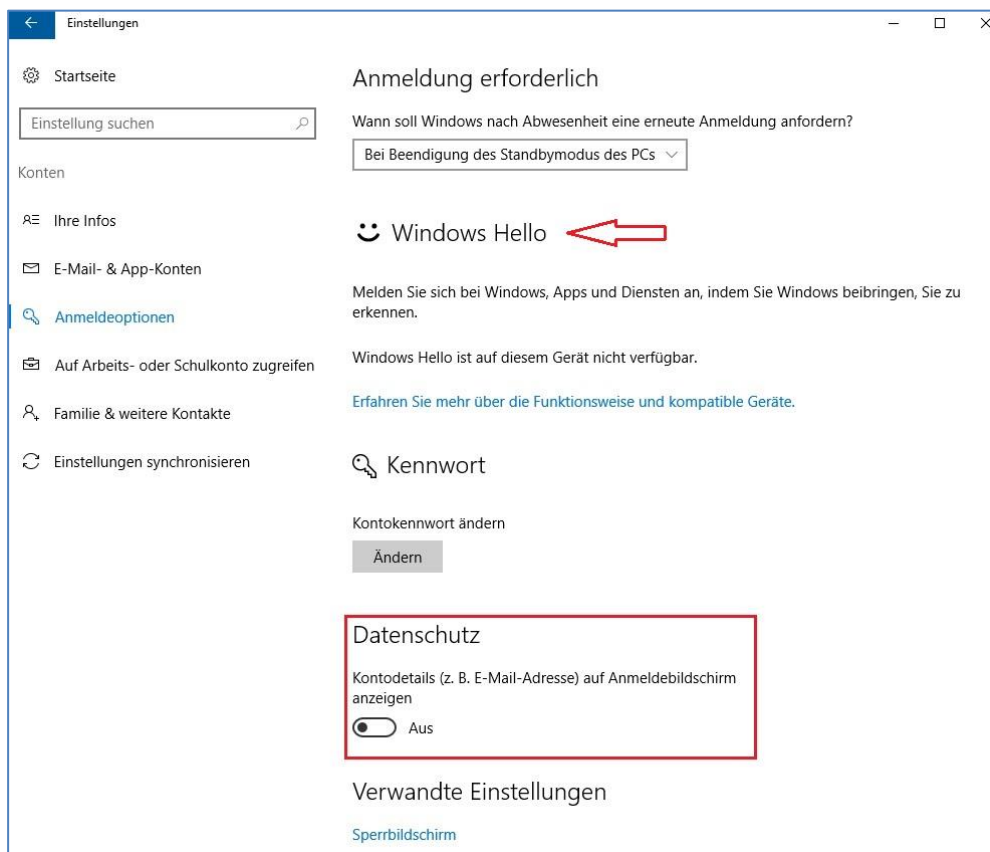 Einstellungen
Startseite
Einstellung suchen
Konten
Ihre Infos
E-Mail- & App-Konten
Anmeldeoptionen
Auf Arbeits- oder Schulkonto zugreifen
Familie & weitere Kontakte
Einstellungen synchronisieren
Anmeldung erforderlich
Wann soll Windows nach Abwesenheit eine erneute Anmeldung anfordern?
Bei Beendigung des Standbymodus des PCs
Windows Hello
Melden Sie sich bei Windows, Apps und Diensten an, indem Sie Windows beibringen, Sie zu
erkennen.
Windows Hello ist auf diesem Gerät nicht verfügbar.
Erfahren Sie mehr über die Funktionsweise und kompatible Geräte.
Kennwort
Kontokennwort ändern
Ändern
Datenschutz
Kontodetails (z. B. E-Mail-Adresse) auf Anmeldebildschirm
anzeigen
Aus
Verwandte Einstellungen
Sperrbildschirm